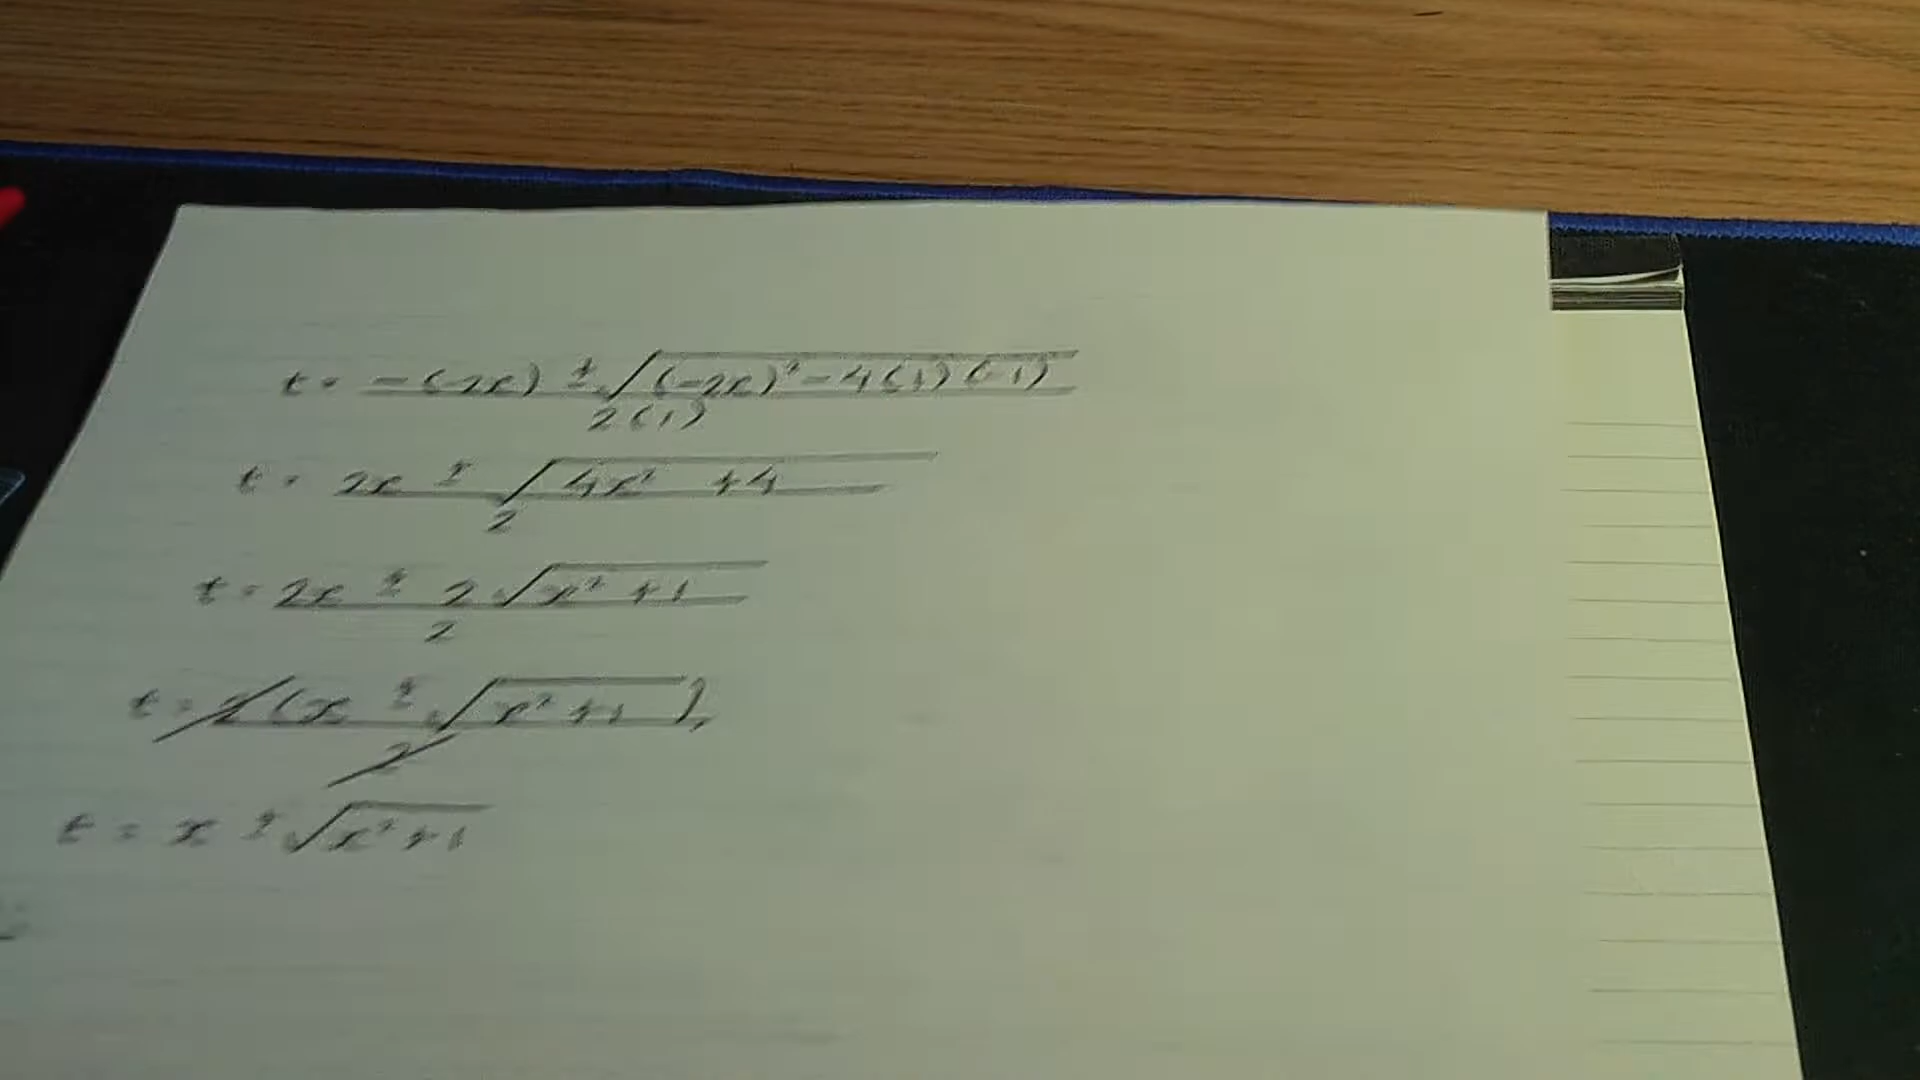 t = -(-2x) ± √(-2x)² - 4(1)(-1)
2(1)
t = 2x ± √4x² + 4
2
t = 2x ± 2√x² + 1
2
t = 2(x ± √x² + 1)
2
t = x ± √x² + 1